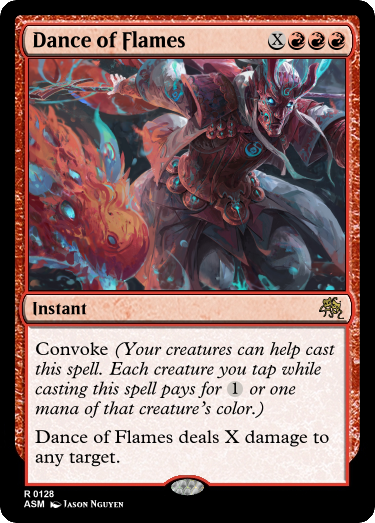 Dance of Flames X
Instant
Convoke (Your creatures can help cast
this spell. Each creature you tap while
casting this spell pays for 1 or one
mana of that creature's color.)
Dance of Flames deals X damage to
any target.
R 0128
ASM Jason Nguyen